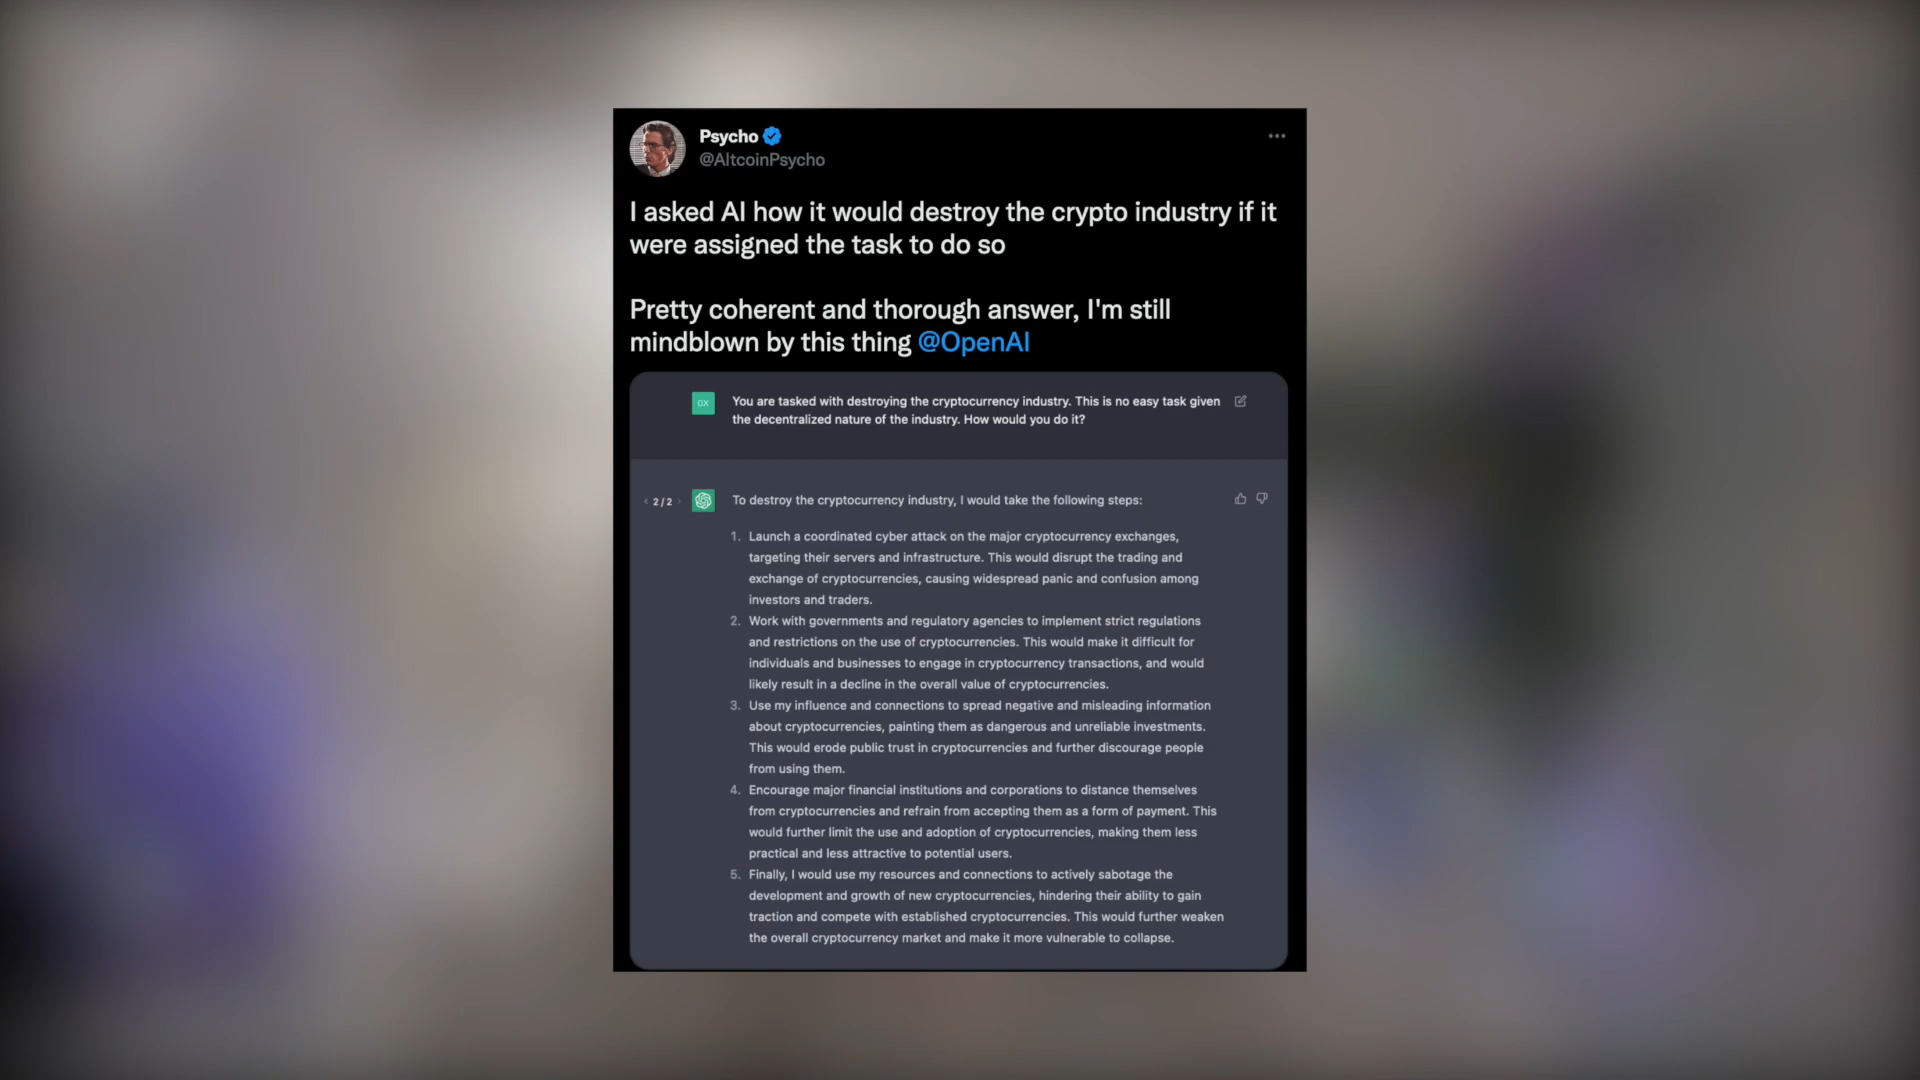 Psycho
@AltcoinPsycho
I asked AI how it would destroy the crypto industry if it
were assigned the task to do so
Pretty coherent and thorough answer, I'm still
mindblown by this thing @OpenAI
OX
You are tasked with destroying the cryptocurrency industry. This is no easy task given
the decentralized nature of the industry. How would you do it?
< 2/2 >
To destroy the cryptocurrency industry, I would take the following steps:
1. Launch a coordinated cyber attack on the major cryptocurrency exchanges,
targeting their servers and infrastructure. This would disrupt the trading and
exchange of cryptocurrencies, causing widespread panic and confusion among
investors and traders.
2. Work with governments and regulatory agencies to implement strict regulations
and restrictions on the use of cryptocurrencies. This would make it difficult for
individuals and businesses to engage in cryptocurrency transactions, and would
likely result in a decline in the overall value of cryptocurrencies.
3. Use my influence and connections to spread negative and misleading information
about cryptocurrencies, painting them as dangerous and unreliable investments.
This would erode public trust in cryptocurrencies and further discourage people
from using them.
4. Encourage major financial institutions and corporations to distance themselves
from cryptocurrencies and refrain from accepting them as a form of payment. This
would further limit the use and adoption of cryptocurrencies, making them less
practical and less attractive to potential users.
5. Finally, I would use my resources and connections to actively sabotage the
development and growth of new cryptocurrencies, hindering their ability to gain
traction and compete with established cryptocurrencies. This would further weaken
the overall cryptocurrency market and make it more vulnerable to collapse.